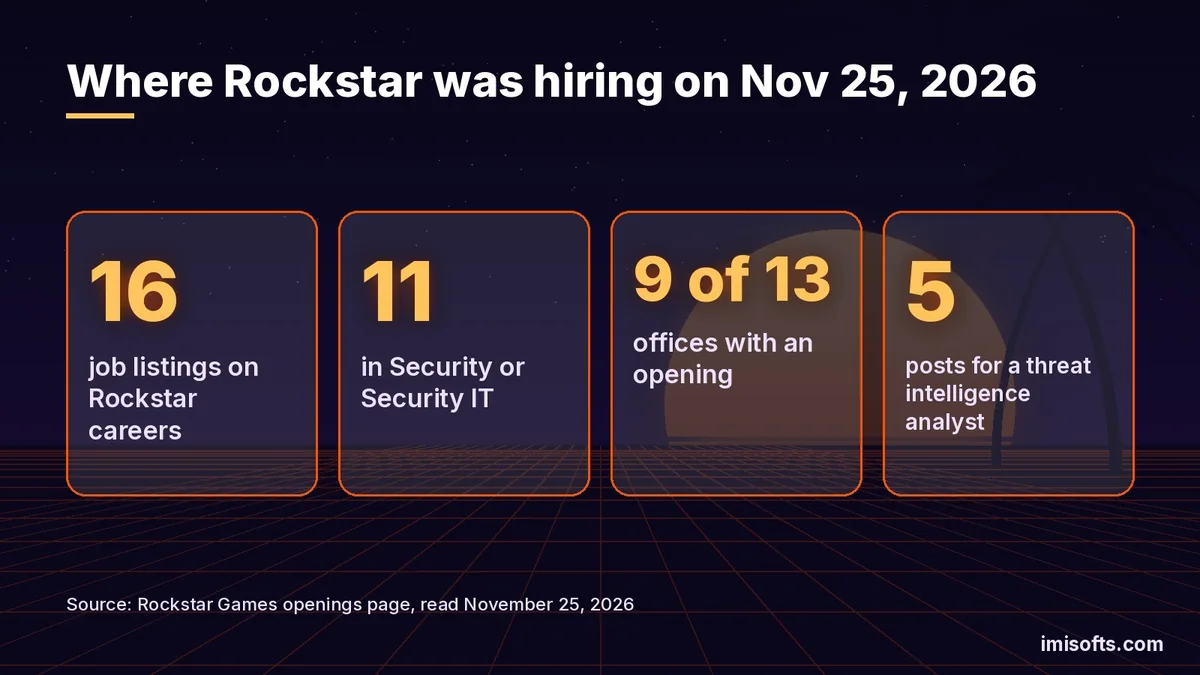 Where Rockstar was hiring on Nov 25, 2026
16
job listings on
Rockstar
careers
11
in Security or
Security IT
9 of 13
offices with an
opening
5
posts for a threat
intelligence
analyst
Source: Rockstar Games openings page, read November 25, 2026
imisofts.com